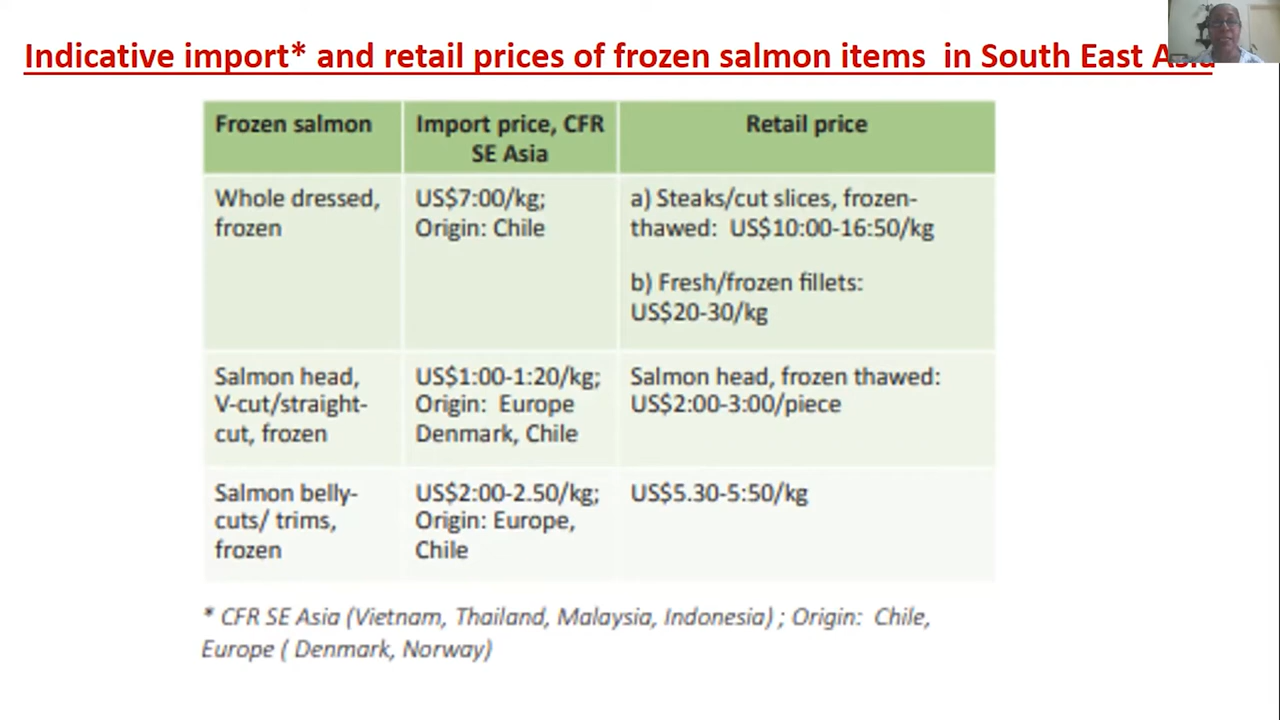 Indicative import* and retail prices of frozen salmon items in South East Asia
Frozen salmon
Import price, CFR
SE Asia
Retail price
Whole dressed,
frozen
US$7:00/kg;
Origin: Chile
a) Steaks/cut slices, frozen-
thawed: US$10:00-16:50/kg
b) Fresh/frozen fillets:
US$20-30/kg
Salmon head,
V-cut/straight-
cut, frozen
US$1:00-1:20/kg;
Origin: Europe
Denmark, Chile
Salmon head, frozen thawed:
US$2:00-3:00/piece
Salmon belly-
cuts/ trims,
frozen
US$2:00-2.50/kg;
Origin: Europe,
Chile
US$5.30-5:50/kg
* CFR SE Asia (Vietnam, Thailand, Malaysia, Indonesia) ; Origin: Chile,
Europe ( Denmark, Norway)